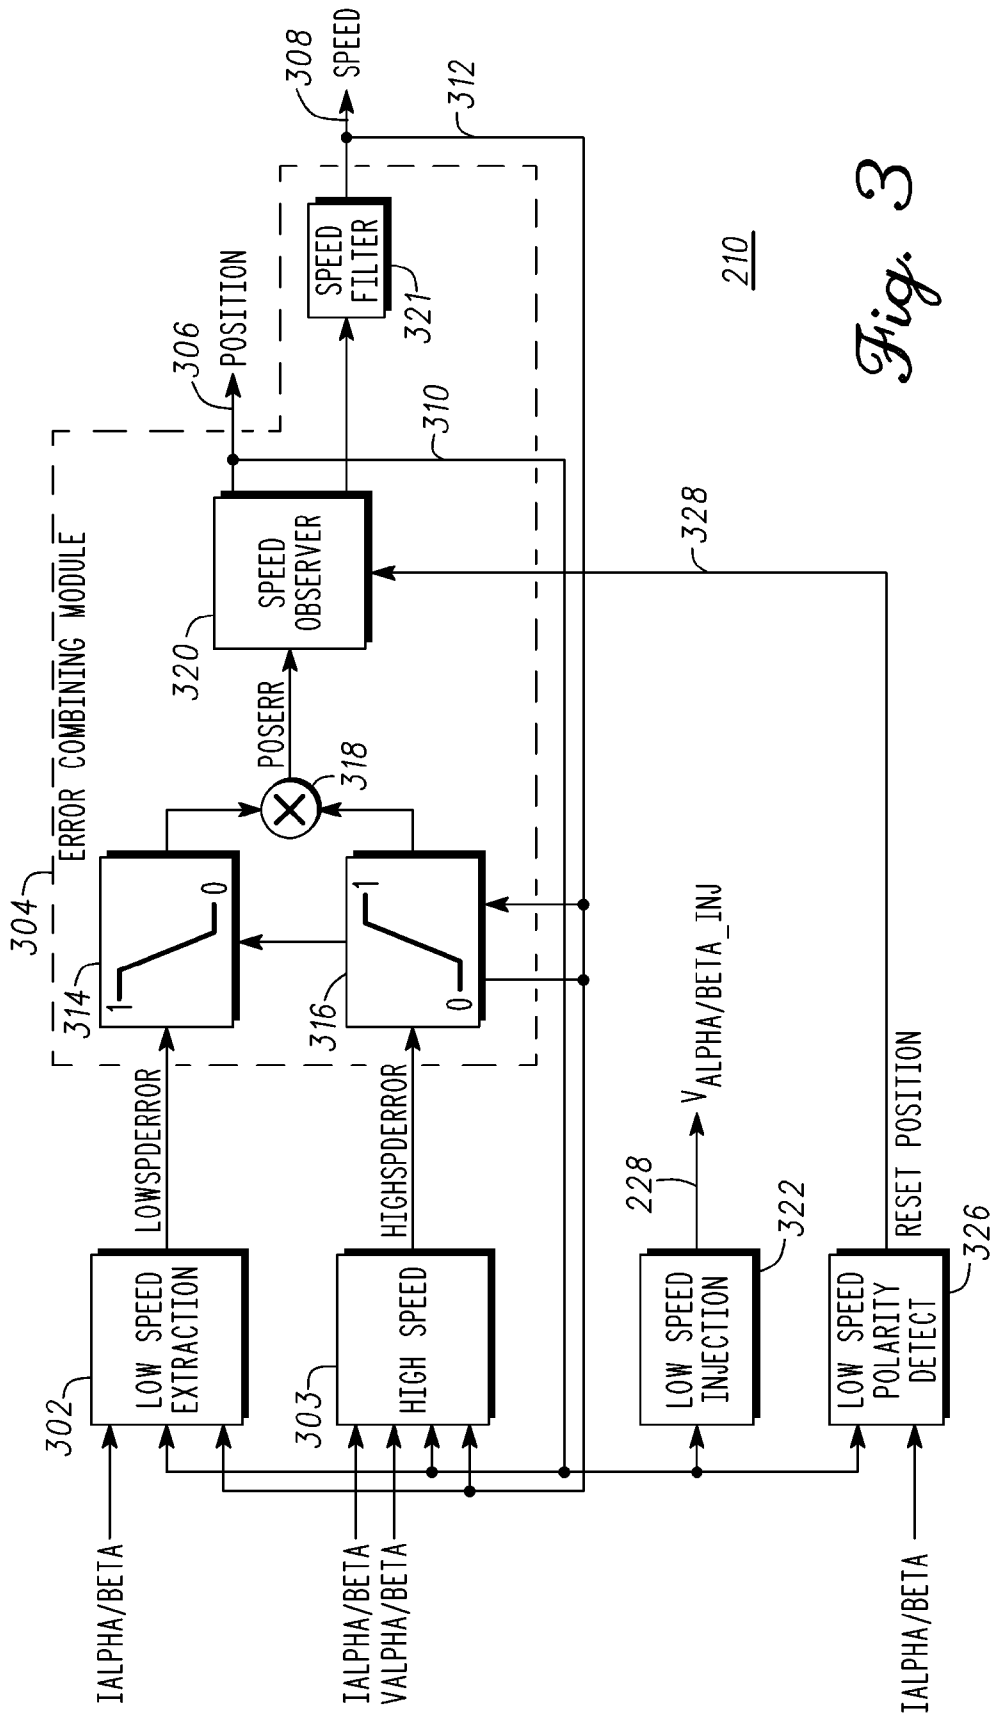 304
ERROR COMBINING MODULE
306
POSITION
308
SPEED
314
1
0
LOWSPDERROR
302
LOW SPEED
EXTRACTION
IALPHA/BETA
318
POSERR
320
SPEED
OBSERVER
SPEED
FILTER
321
310
312
316
0
1
HIGHSPDERROR
303
HIGH SPEED
IALPHA/BETA
VALPHA/BETA
LOW SPEED
INJECTION
322
228
VALPHA/BETA_INJ
328
LOW SPEED
POLARITY
DETECT
326
RESET POSITION
IALPHA/BETA
210
Fig. 3